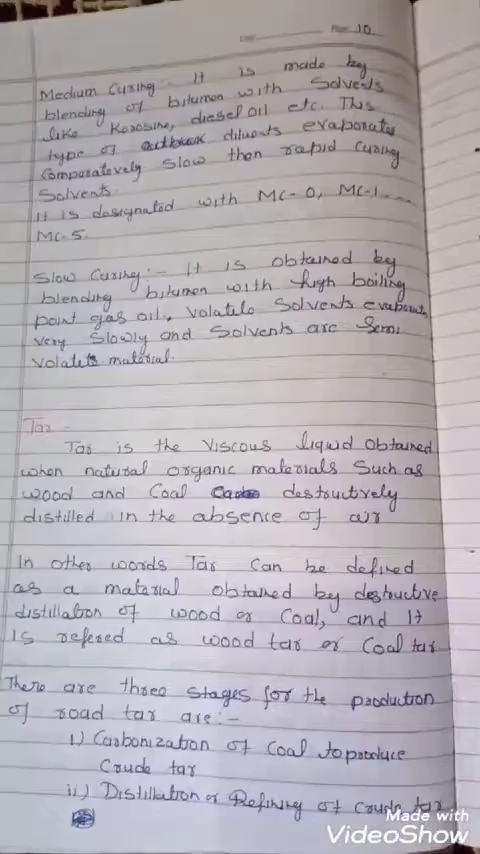 Page 10
Medium Curing :- It is made by
blending of bitumen with Solvents
like Kerosine, diesel oil etc. This
type of cutback diluents evaporates
Comparatevely slow then rapid curing
Solvents.
It is designated with MC-0, MC-1 ----
MC-5.
Slow Curing :- It is obtained by
blending bitumen with high boiling
point gas oil. Volatile Solvents evaporate
very slowly and Solvents are Semi
Volatile material.
Tar -
Tar is the viscous liquid obtained
when natural organic materials Such as
wood and Coal destructively
distilled in the absence of air
In other words Tar Can be defined
as a material obtained by destructive
distillation of wood or Coal, and It
is refered as wood tar or Coal tar.
There are three stages for the production
of road tar are :-
i) Carbonization of Coal to produce
Crude tar
ii) Distillation or Refining of Crude tar
Made with
VideoShow